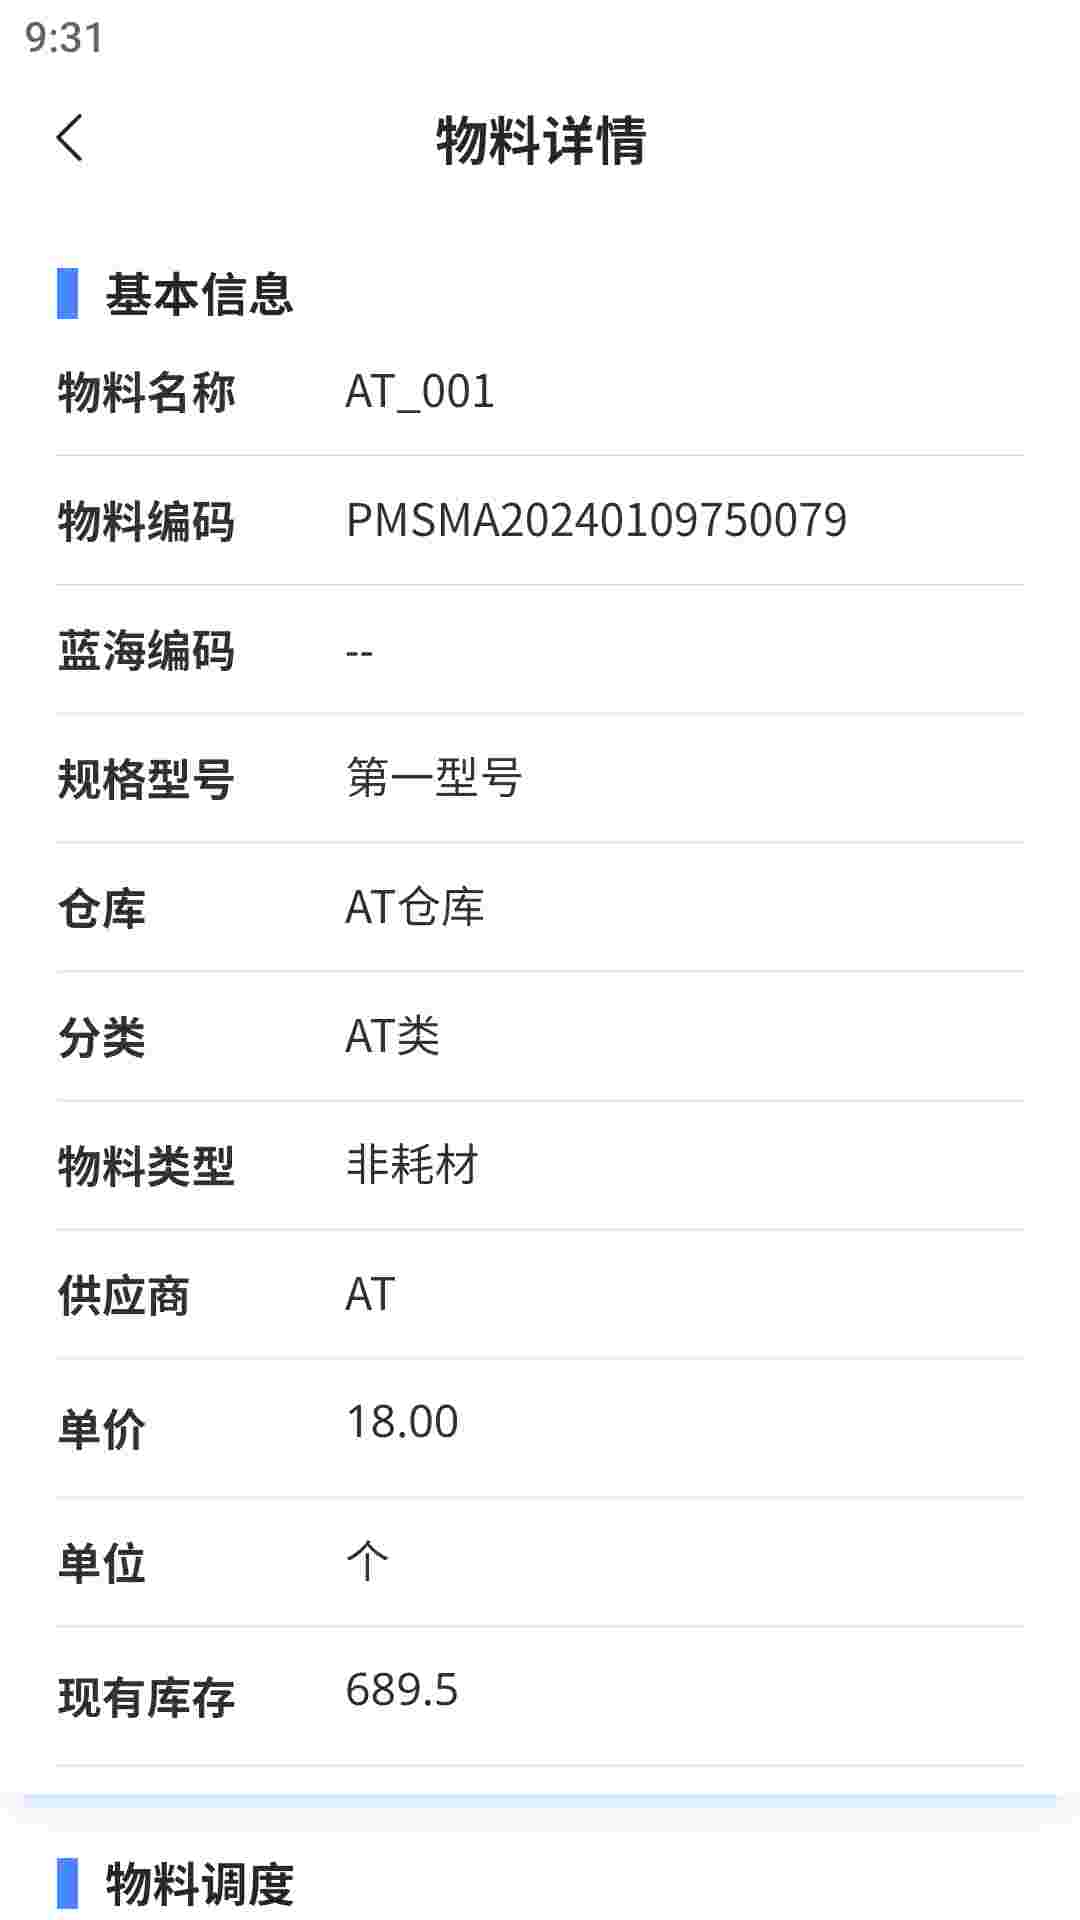 9:31
物料详情
基本信息
物料名称 AT_001
物料编码 PMSMA20240109750079
蓝海编码 --
规格型号 第一型号
仓库 AT仓库
分类 AT类
物料类型 非耗材
供应商 AT
单价 18.00
单位 个
现有库存 689.5
物料调度